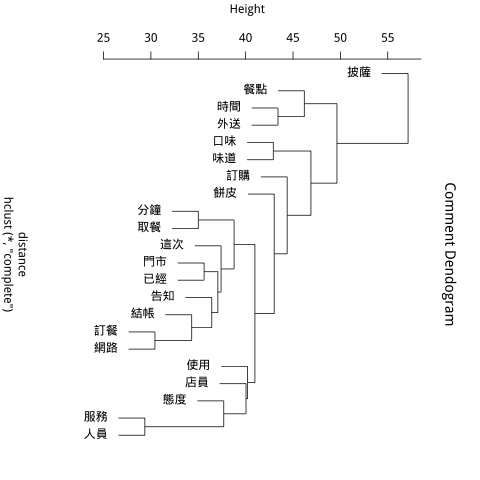 Height
25 30 35 40 45 50 55
披薩
餐點
時間
外送
口味
味道
訂購
餅皮
分鐘
取餐
這次
門市
已經
告知
結帳
訂餐
網路
使用
店員
態度
服務
人員
Comment Dendogram
distance
hclust (*, "complete")